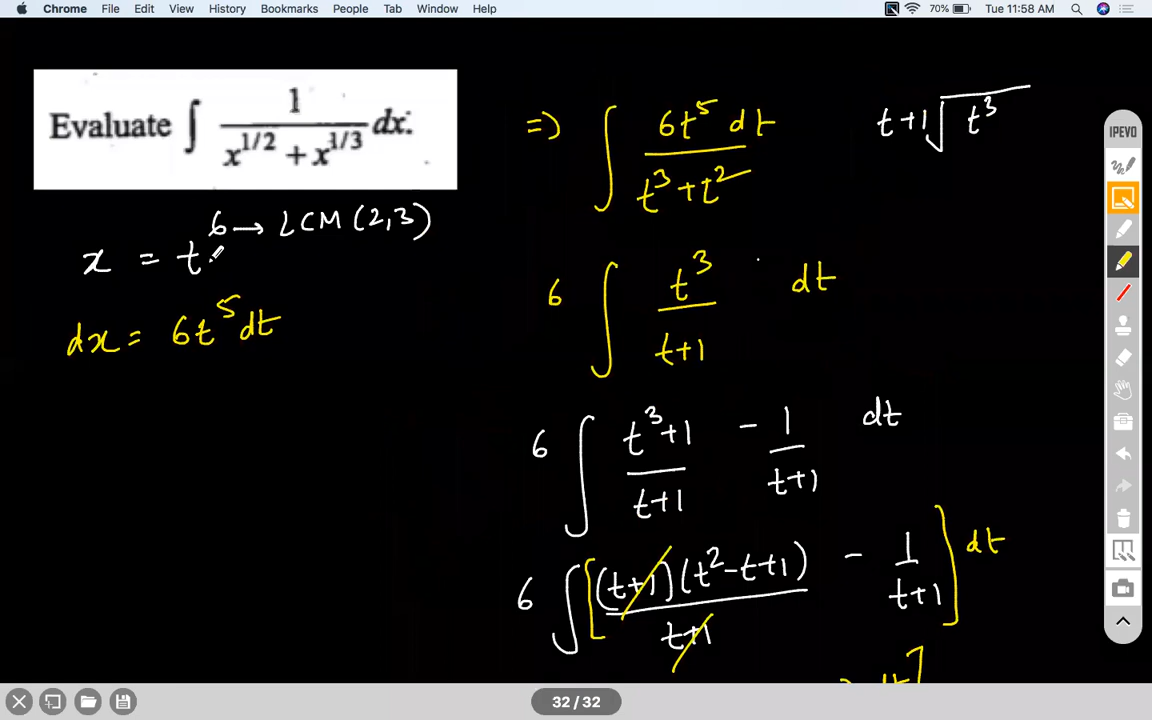 Chrome File Edit View History Bookmarks People Tab Window Help 70% Tue 11:58 AM
Evaluate ∫ 1/(x^1/2 + x^1/3) dx.
6 → LCM (2,3)
x = t
dx = 6t^5 dt
=) ∫ 6t^5 dt / (t^3 + t^2)
t+1 √ t^3
6 ∫ t^3/(t+1) dt
6 ∫ (t^3+1)/(t+1) - 1/(t+1) dt
6 ∫ [(t+1)(t^2-t+1)/(t+1) - 1/(t+1)] dt
IPEVO
32 / 32